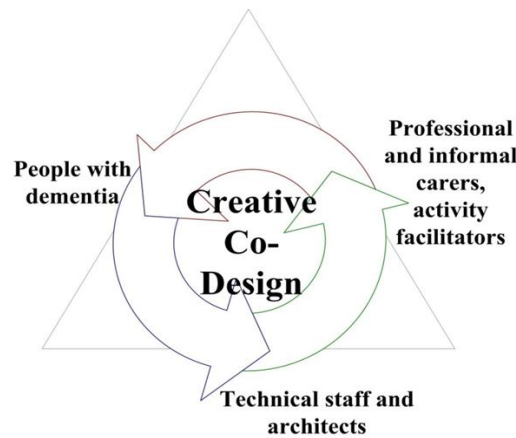 People with
dementia
Creative
Co-
Design
Professional
and informal
carers,
activity
facilitators
Technical staff and
architects